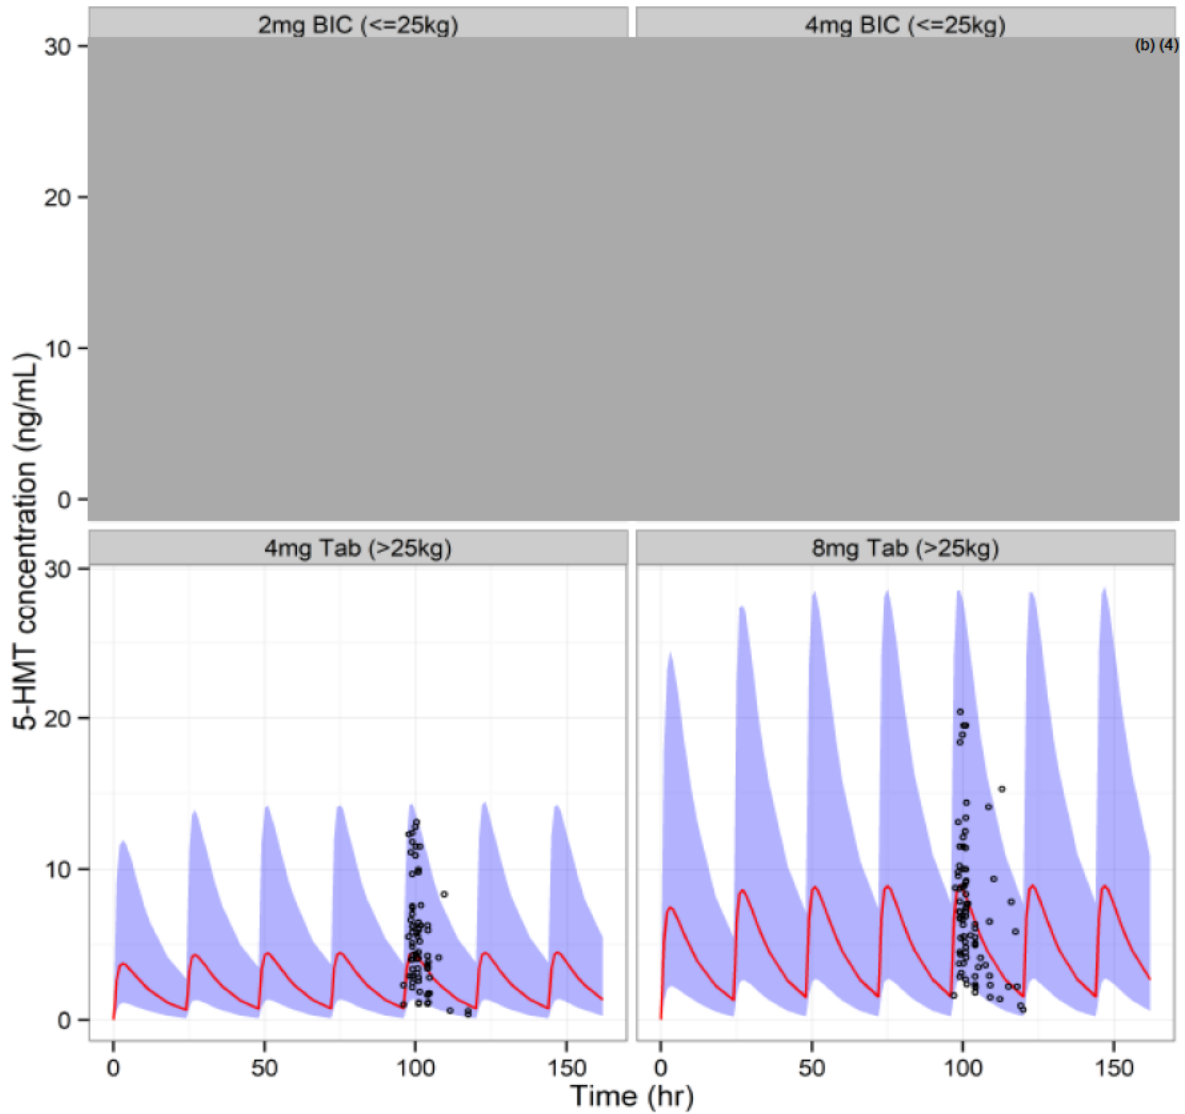 2mg BIC (<=25kg)
4mg BIC (<=25kg)
(b) (4)
30
20
10
0
5-HMT concentration (ng/mL)
4mg Tab (>25kg)
8mg Tab (>25kg)
30
20
10
0
0 50 100 150
0 50 100 150
Time (hr)